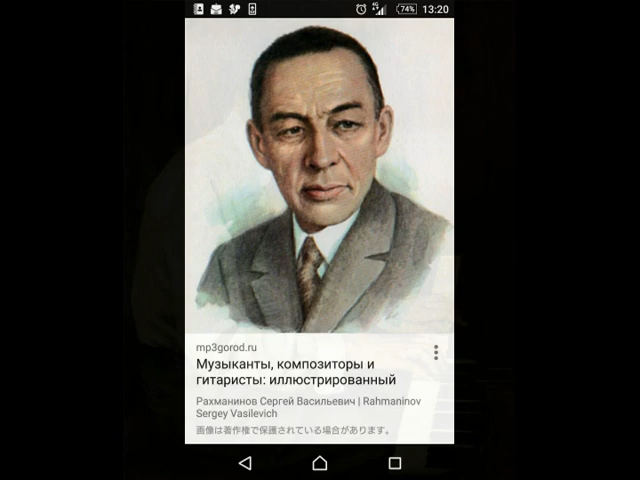 4G
74%
13:20
mp3gorod.ru
Музыканты, композиторы и
гитаристы: иллюстрированный
Рахманинов Сергей Васильевич | Rahmaninov
Sergey Vasilevich
画像は著作権で保護されている場合があります。